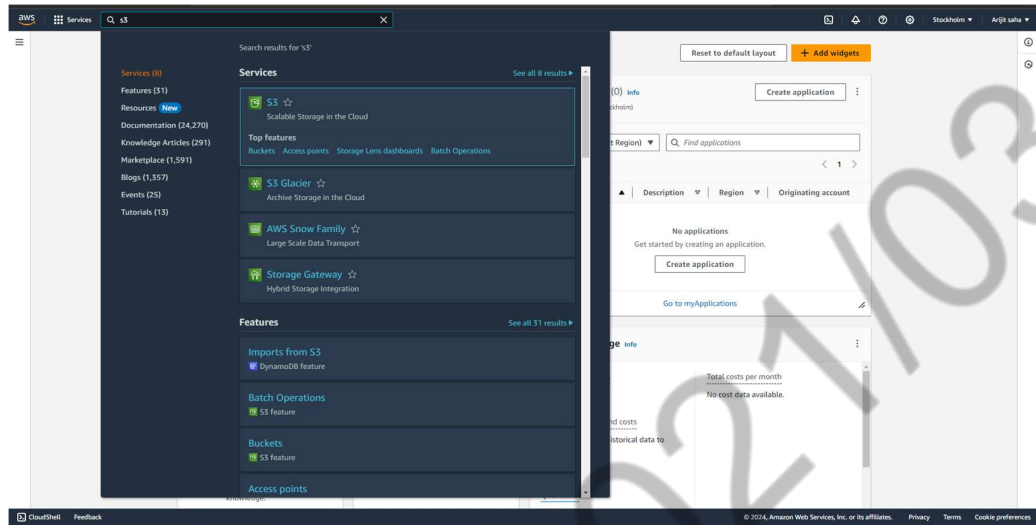 aws
Services
s3
Stockholm
Arijit saha
Search results for 's3'
Services (8)
Features (31)
Resources New
Documentation (24,270)
Knowledge Articles (291)
Marketplace (1,591)
Blogs (1,357)
Events (25)
Tutorials (13)
Services
See all 8 results
S3
Scalable Storage in the Cloud
Top features
Buckets Access points Storage Lens dashboards Batch Operations
S3 Glacier
Archive Storage in the Cloud
AWS Snow Family
Large Scale Data Transport
Storage Gateway
Hybrid Storage Integration
Features
See all 31 results
Imports from S3
DynamoDB feature
Batch Operations
S3 feature
Buckets
S3 feature
Access points
knowledge.
Reset to default layout
+ Add widgets
(0) Info
Create application
t Region)
Find applications
1
Description Region Originating account
No applications
Get started by creating an application.
Create application
Go to myApplications
ge Info
Total costs per month
No cost data available.
nd costs
istorical data to
CloudShell Feedback
© 2024, Amazon Web Services, Inc. or its affiliates. Privacy Terms Cookie preferences